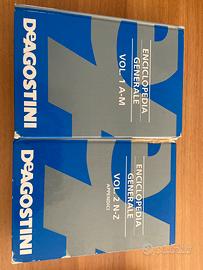 ENCICLOPEDIA
GENERALE
VOL. 1 A-M
DEAGOSTINI
ENCICLOPEDIA
GENERALE
VOL. 2 N-Z
APPENDICI
DEAGOSTINI